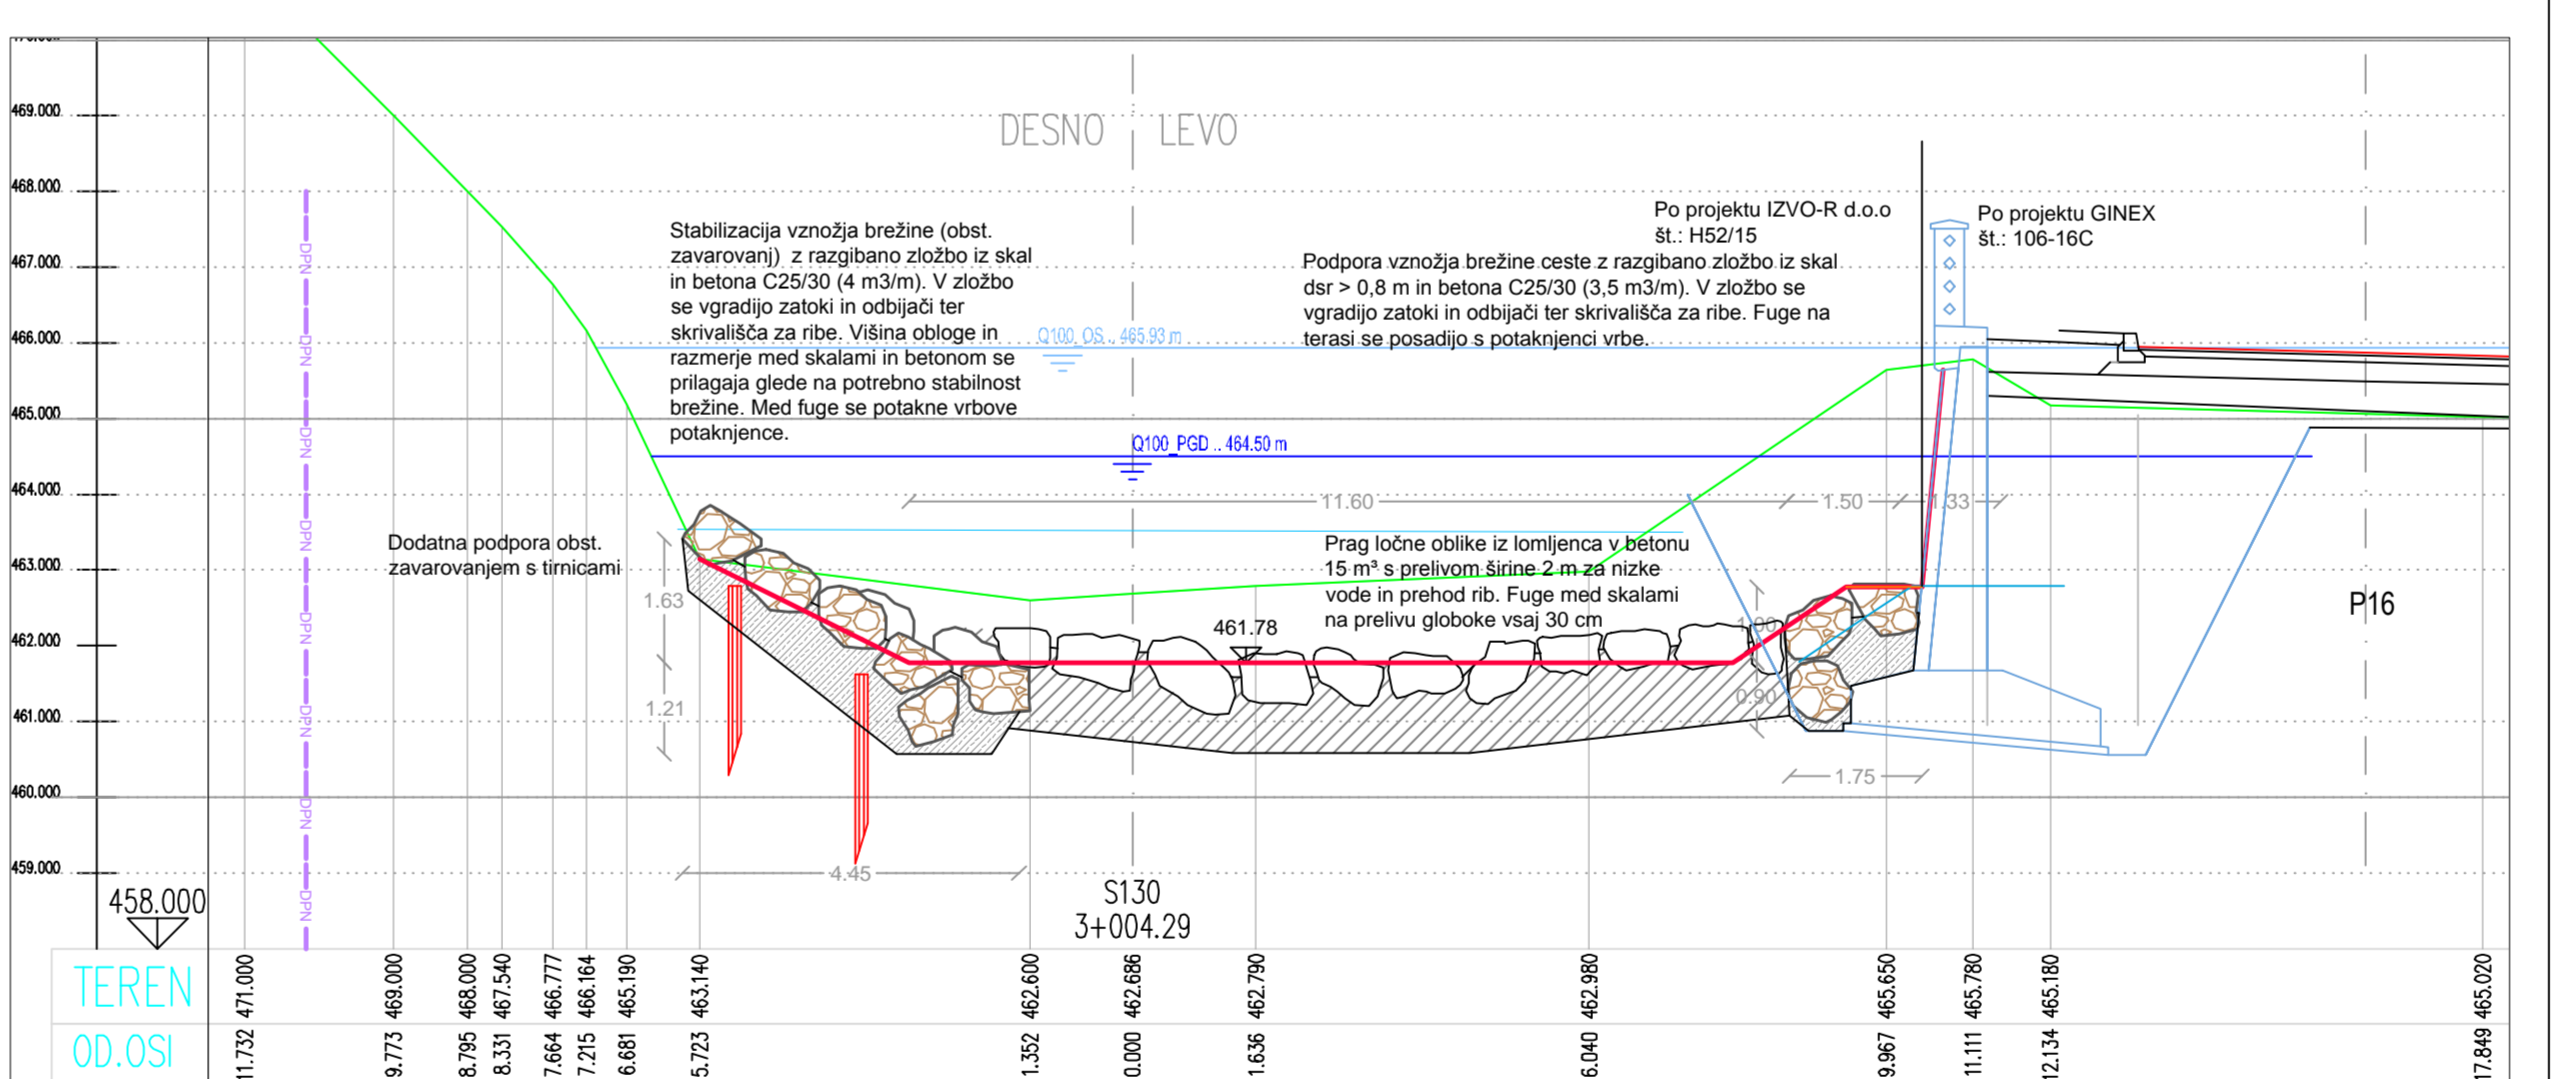 469.000
468.000
467.000
466.000
465.000
464.000
463.000
462.000
461.000
460.000
459.000
458.000
DPN
DPN
DPN
DPN
DPN
DPN
DPN
DPN
DESNO
LEVO
Stabilizacija vznožja brežine (obst.
zavarovanj) z razgibano zložbo iz skal
in betona C25/30 (4 m3/m). V zložbo
se vgradijo zatoki in odbijači ter
skrivališča za ribe. Višina obloge in
razmerje med skalami in betonom se
prilagaja glede na potrebno stabilnost
brežine. Med fuge se potakne vrbove
potaknjence.
Q100_OS .. 465.93 m
Q100_PGD .. 464.50 m
Po projektu IZVO-R d.o.o
št.: H52/15
Podpora vznožja brežine ceste z razgibano zložbo iz skal
dsr > 0,8 m in betona C25/30 (3,5 m3/m). V zložbo se
vgradijo zatoki in odbijači ter skrivališča za ribe. Fuge na
terasi se posadijo s potaknjenci vrbe.
Po projektu GINEX
št.: 106-16C
11.60
1.50
1.33
Dodatna podpora obst.
zavarovanjem s tirnicami
Prag ločne oblike iz lomljenca v betonu
15 m³ s prelivom širine 2 m za nizke
vode in prehod rib. Fuge med skalami
na prelivu globoke vsaj 30 cm
1.63
1.21
461.78
1.00
0.90
1.75
4.45
P16
S130
3+004.29
TEREN
471.000
469.000
468.000
467.540
466.777
466.164
465.190
463.140
462.600
462.686
462.790
462.980
465.650
465.780
465.180
465.020
OD.OSI
11.732
9.773
8.795
8.331
7.664
7.215
6.681
5.723
1.352
0.000
1.636
6.040
9.967
11.111
12.134
17.849